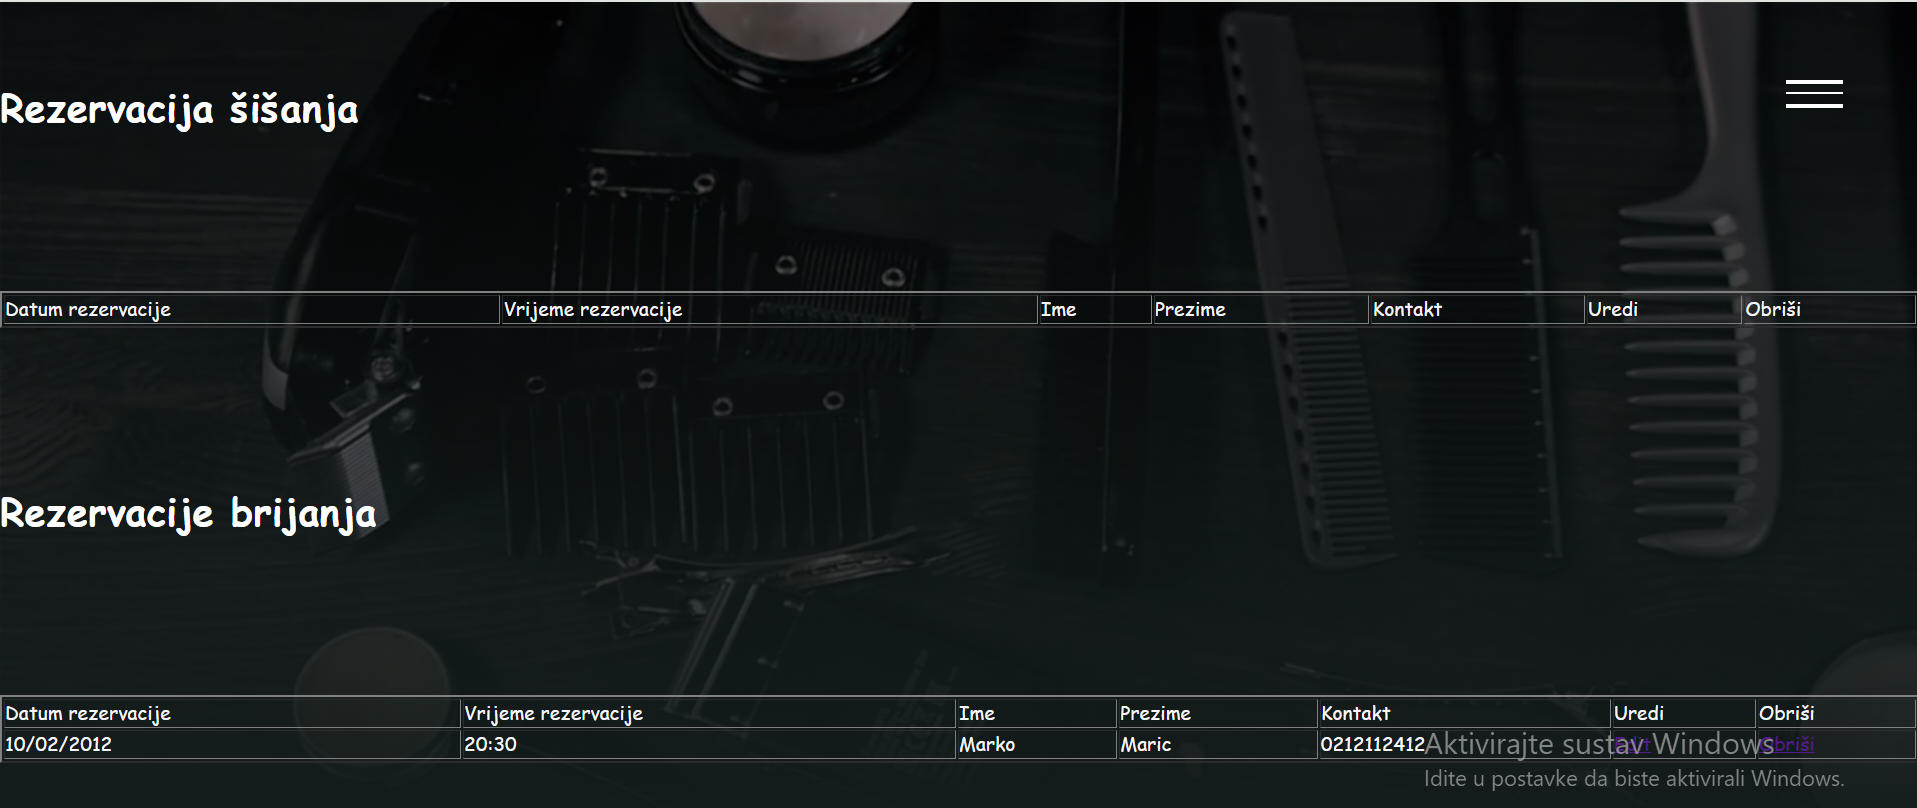 Rezervacija šišanja
Datum rezervacije Vrijeme rezervacije Ime Prezime Kontakt Uredi Obriši
Rezervacije brijanja
Datum rezervacije Vrijeme rezervacije Ime Prezime Kontakt Uredi Obriši
10/02/2012 20:30 Marko Maric 0212112412 Edit Obriši
Aktivirajte sustav Windows
Idite u postavke da biste aktivirali Windows.